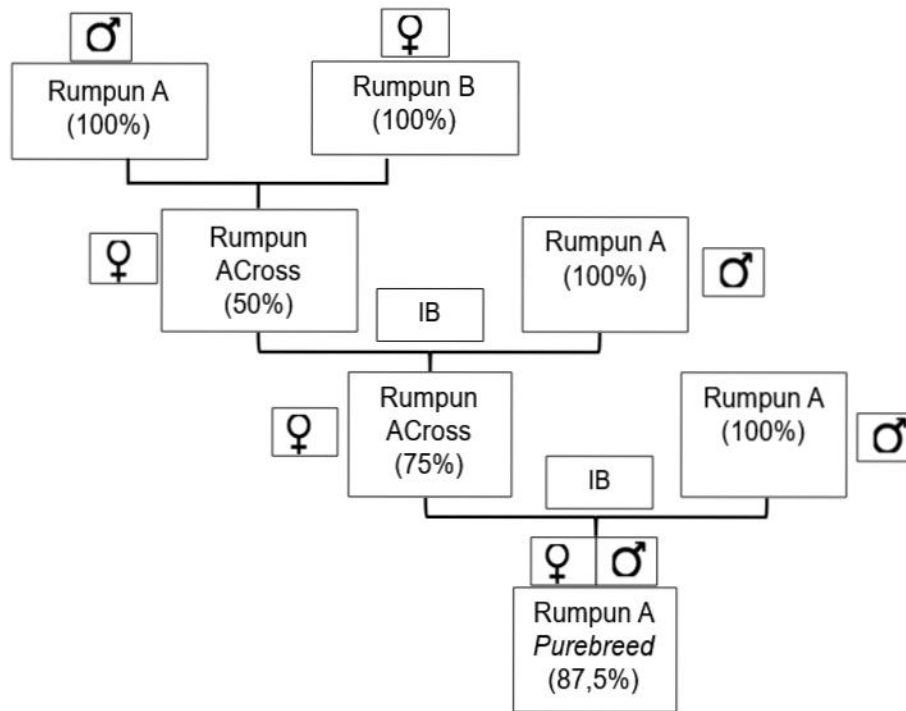 ♂
♀
Rumpun A
(100%)
Rumpun B
(100%)
♀
Rumpun
ACross
(50%)
IB
Rumpun A
(100%)
♂
♀
Rumpun
ACross
(75%)
IB
Rumpun A
(100%)
♂
♀ ♂
Rumpun A
Purebreed
(87,5%)